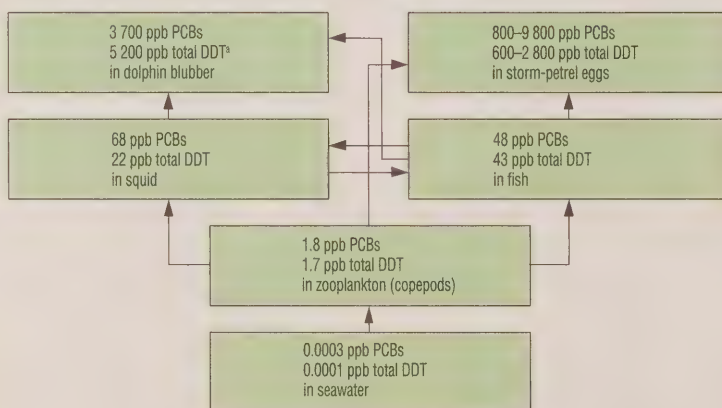 3 700 ppb PCBs
5 200 ppb total DDTª
in dolphin blubber
800–9 800 ppb PCBs
600–2 800 ppb total DDT
in storm-petrel eggs
68 ppb PCBs
22 ppb total DDT
in squid
48 ppb PCBs
43 ppb total DDT
in fish
1.8 ppb PCBs
1.7 ppb total DDT
in zooplankton (copepods)
0.0003 ppb PCBs
0.0001 ppb total DDT
in seawater